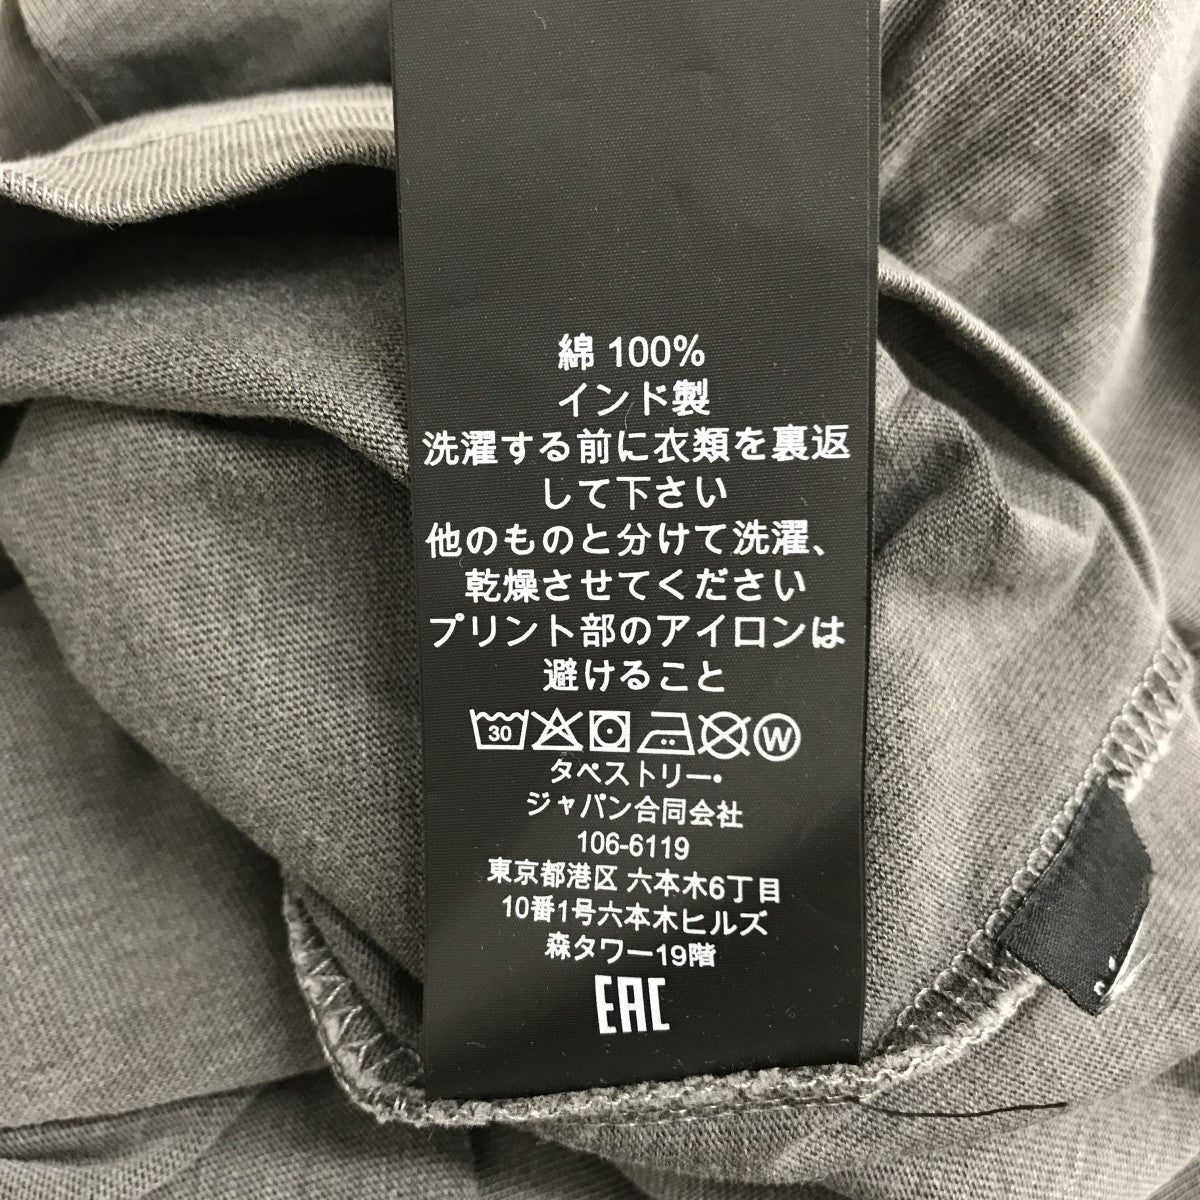 綿 100%
インド製
洗濯する前に衣類を裏返
して下さい
他のものと分けて洗濯、
乾燥させてください
プリント部のアイロンは
避けること
30 W
タペストリー・
ジャパン合同会社
106-6119
東京都港区 六本木6丁目
10番1号六本木ヒルズ
森タワー19階
EAC